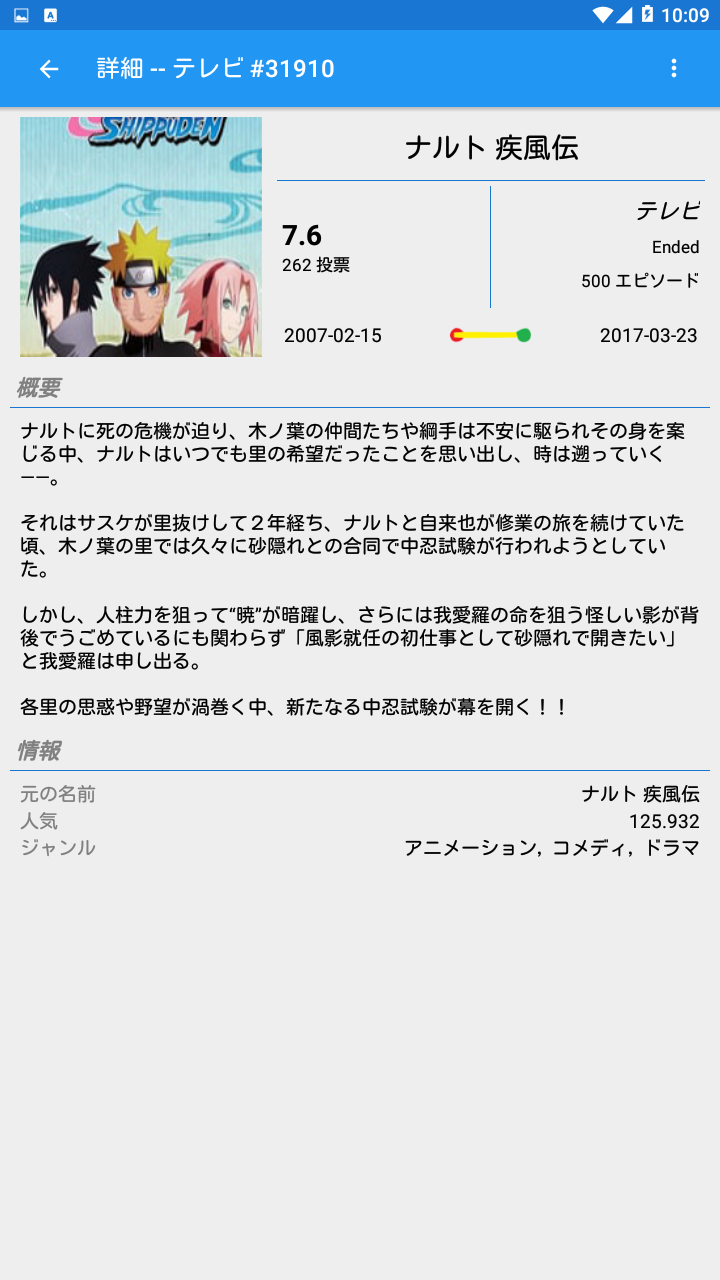 10:09
詳細 -- テレビ #31910
SHIPPUDEN
ナルト 疾風伝
テレビ
7.6
Ended
262 投票
500 エピソード
2007-02-15
2017-03-23
概要
ナルトに死の危機が迫り、木ノ葉の仲間たちや綱手は不安に駆られその身を案
じる中、ナルトはいつでも里の希望だったことを思い出し、時は遡っていく
――。
それはサスケが里抜けして２年経ち、ナルトと自来也が修業の旅を続けていた
頃、木ノ葉の里では久々に砂隠れとの合同で中忍試験が行われようとしてい
た。
しかし、人柱力を狙って“暁”が暗躍し、さらには我愛羅の命を狙う怪しい影が背
後でうごめているにも関わらず「風影就任の初仕事として砂隠れで開きたい」
と我愛羅は申し出る。
各里の思惑や野望が渦巻く中、新たなる中忍試験が幕を開く！！
情報
元の名前 ナルト 疾風伝
人気 125.932
ジャンル アニメーション, コメディ, ドラマ